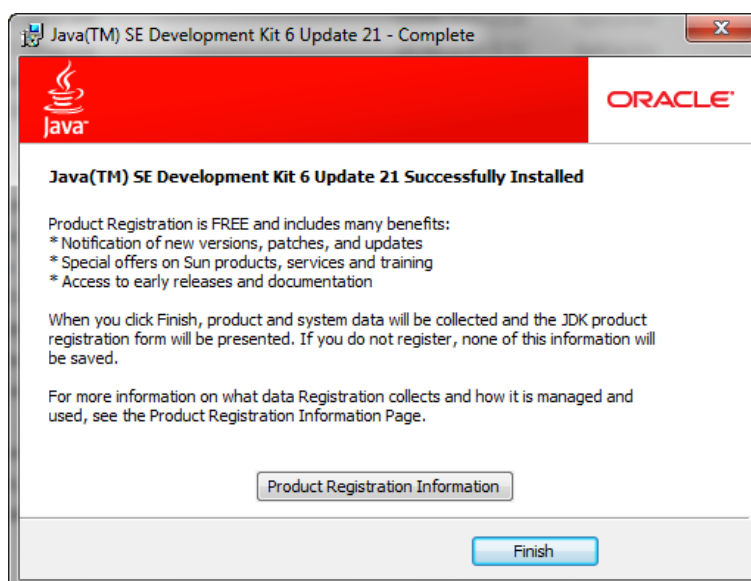 Java(TM) SE Development Kit 6 Update 21 - Complete
Java™
ORACLE®
Java(TM) SE Development Kit 6 Update 21 Successfully Installed
Product Registration is FREE and includes many benefits:
* Notification of new versions, patches, and updates
* Special offers on Sun products, services and training
* Access to early releases and documentation
When you click Finish, product and system data will be collected and the JDK product
registration form will be presented. If you do not register, none of this information will
be saved.
For more information on what data Registration collects and how it is managed and
used, see the Product Registration Information Page.
Product Registration Information
Finish